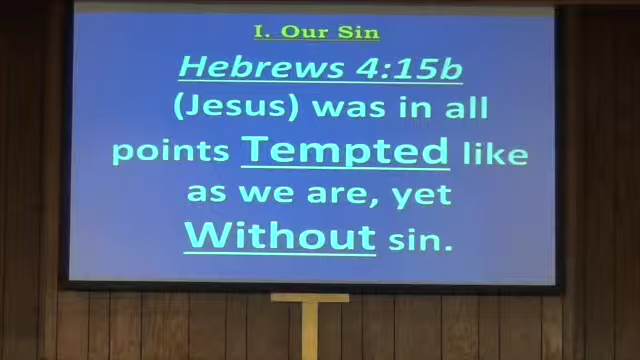 I. Our Sin
Hebrews 4:15b
(Jesus) was in all
points Tempted like
as we are, yet
Without sin.